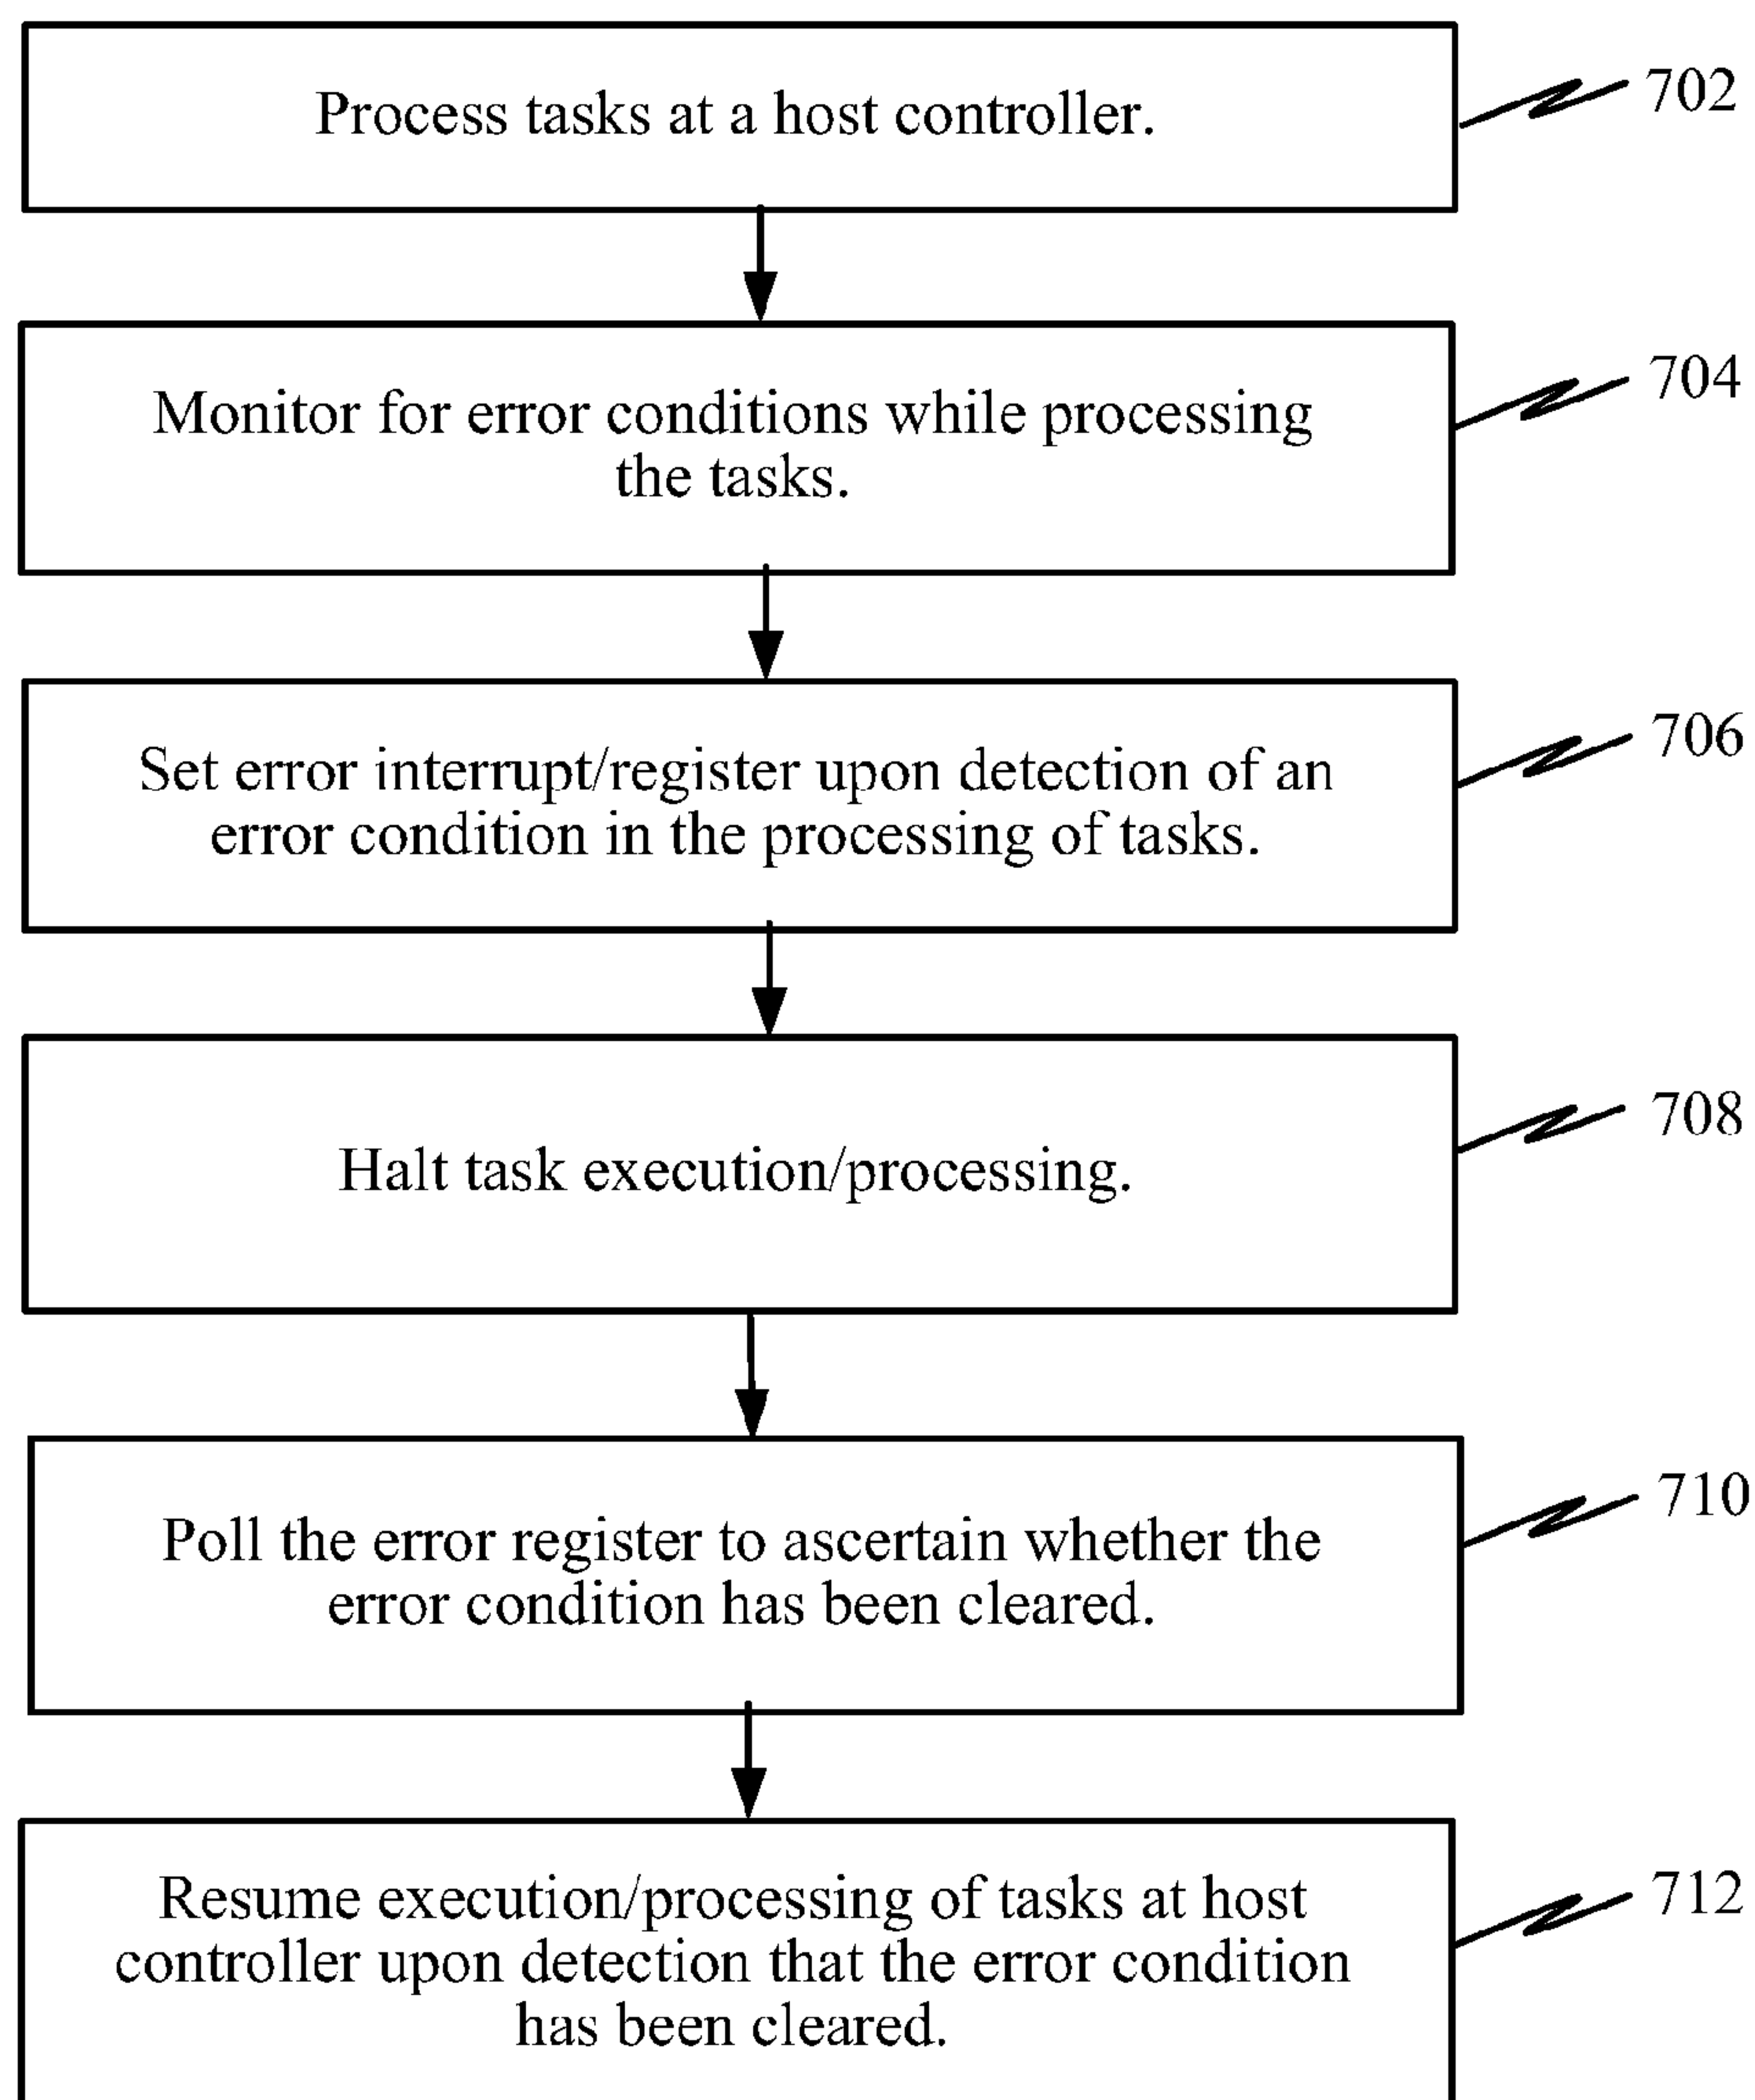 Process tasks at a host controller.
702
Monitor for error conditions while processing
the tasks.
704
Set error interrupt/register upon detection of an
error condition in the processing of tasks.
706
Halt task execution/processing.
708
Poll the error register to ascertain whether the
error condition has been cleared.
710
Resume execution/processing of tasks at host
controller upon detection that the error condition
has been cleared.
712